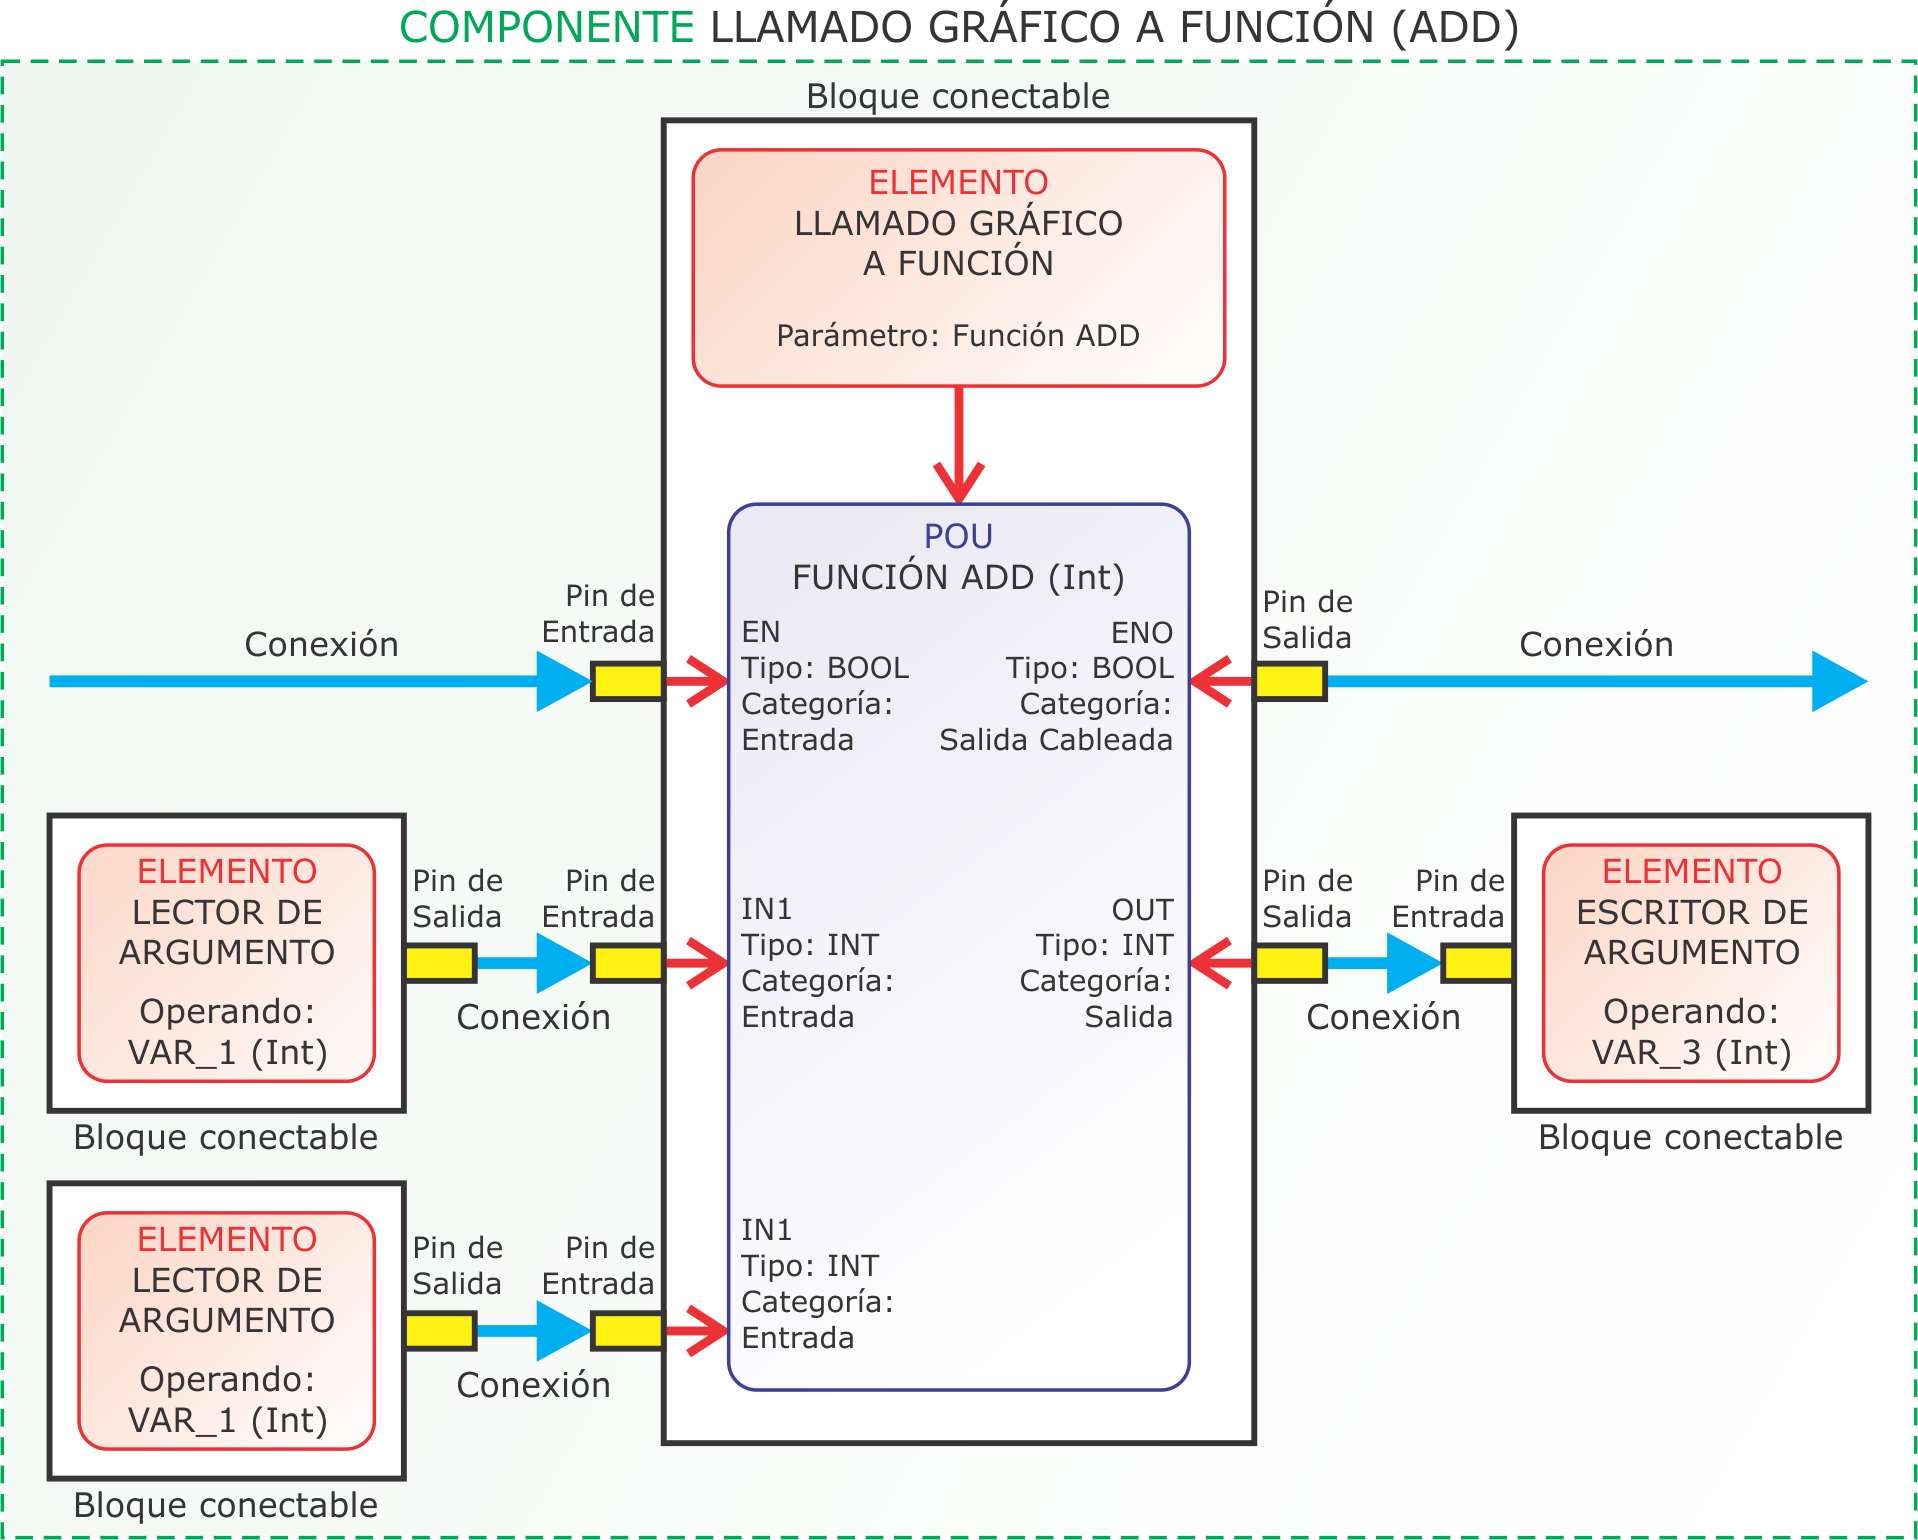 COMPONENTE LLAMADO GRÁFICO A FUNCIÓN (ADD)
Bloque conectable
ELEMENTO
LLAMADO GRÁFICO
A FUNCIÓN
Parámetro: Función ADD
POU
FUNCIÓN ADD (Int)
Conexión
Pin de
Entrada
EN
Tipo: BOOL
Categoría:
Entrada
ENO
Tipo: BOOL
Categoría:
Salida Cableada
Pin de
Salida
Conexión
ELEMENTO
LECTOR DE
ARGUMENTO
Operando:
VAR_1 (Int)
Bloque conectable
Pin de
Salida
Conexión
Pin de
Entrada
IN1
Tipo: INT
Categoría:
Entrada
OUT
Tipo: INT
Categoría:
Salida
Pin de
Salida
Conexión
Pin de
Entrada
ELEMENTO
ESCRITOR DE
ARGUMENTO
Operando:
VAR_3 (Int)
Bloque conectable
ELEMENTO
LECTOR DE
ARGUMENTO
Operando:
VAR_1 (Int)
Bloque conectable
Pin de
Salida
Conexión
Pin de
Entrada
IN1
Tipo: INT
Categoría:
Entrada